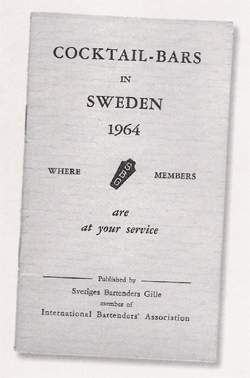 COCKTAIL-BARS
IN
SWEDEN
1964
WHERE SBG MEMBERS
are
at your service
Published by
Sveriges Bartenders Gille
member of
International Bartenders' Association